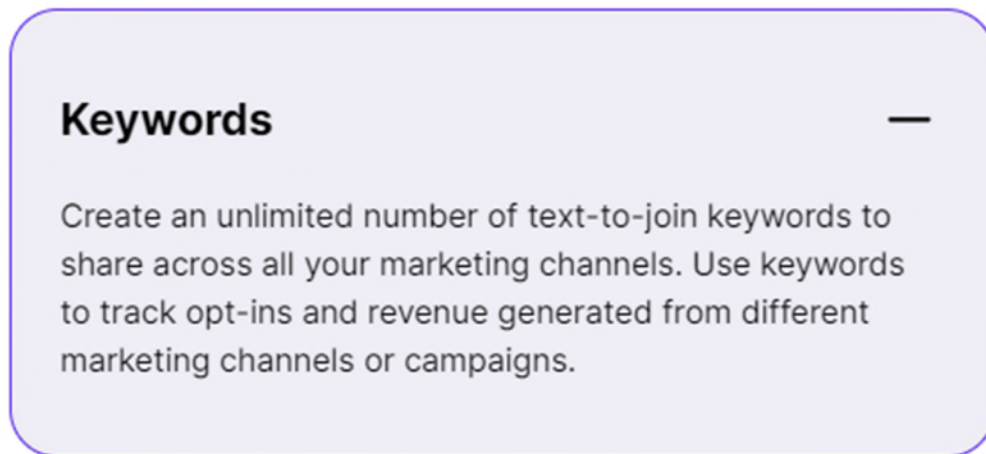 Keywords
Create an unlimited number of text-to-join keywords to
share across all your marketing channels. Use keywords
to track opt-ins and revenue generated from different
marketing channels or campaigns.